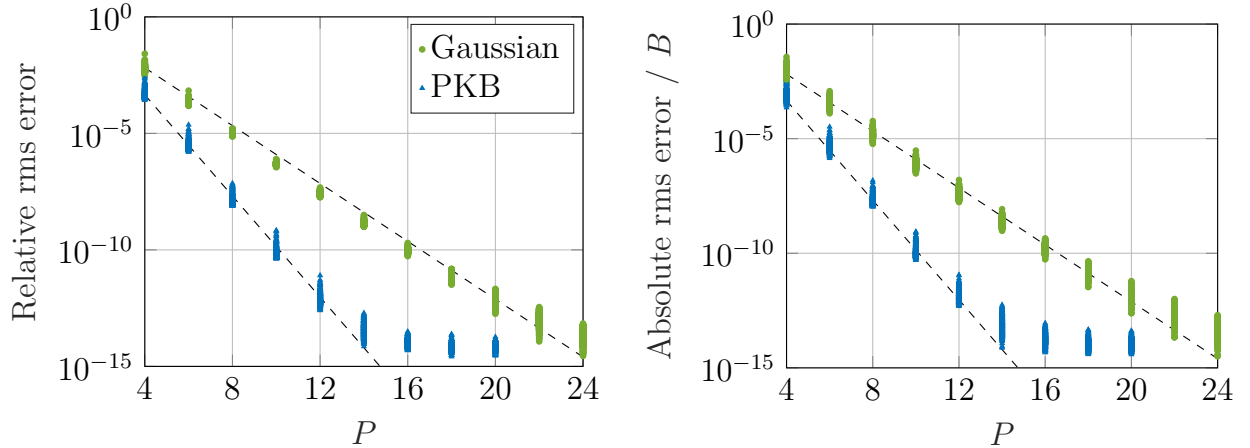 Relative rms error
10^0
10^-5
10^-10
10^-15
4 8 12 16 20 24
P
Gaussian
PKB
Absolute rms error / B
10^0
10^-5
10^-10
10^-15
4 8 12 16 20 24
P